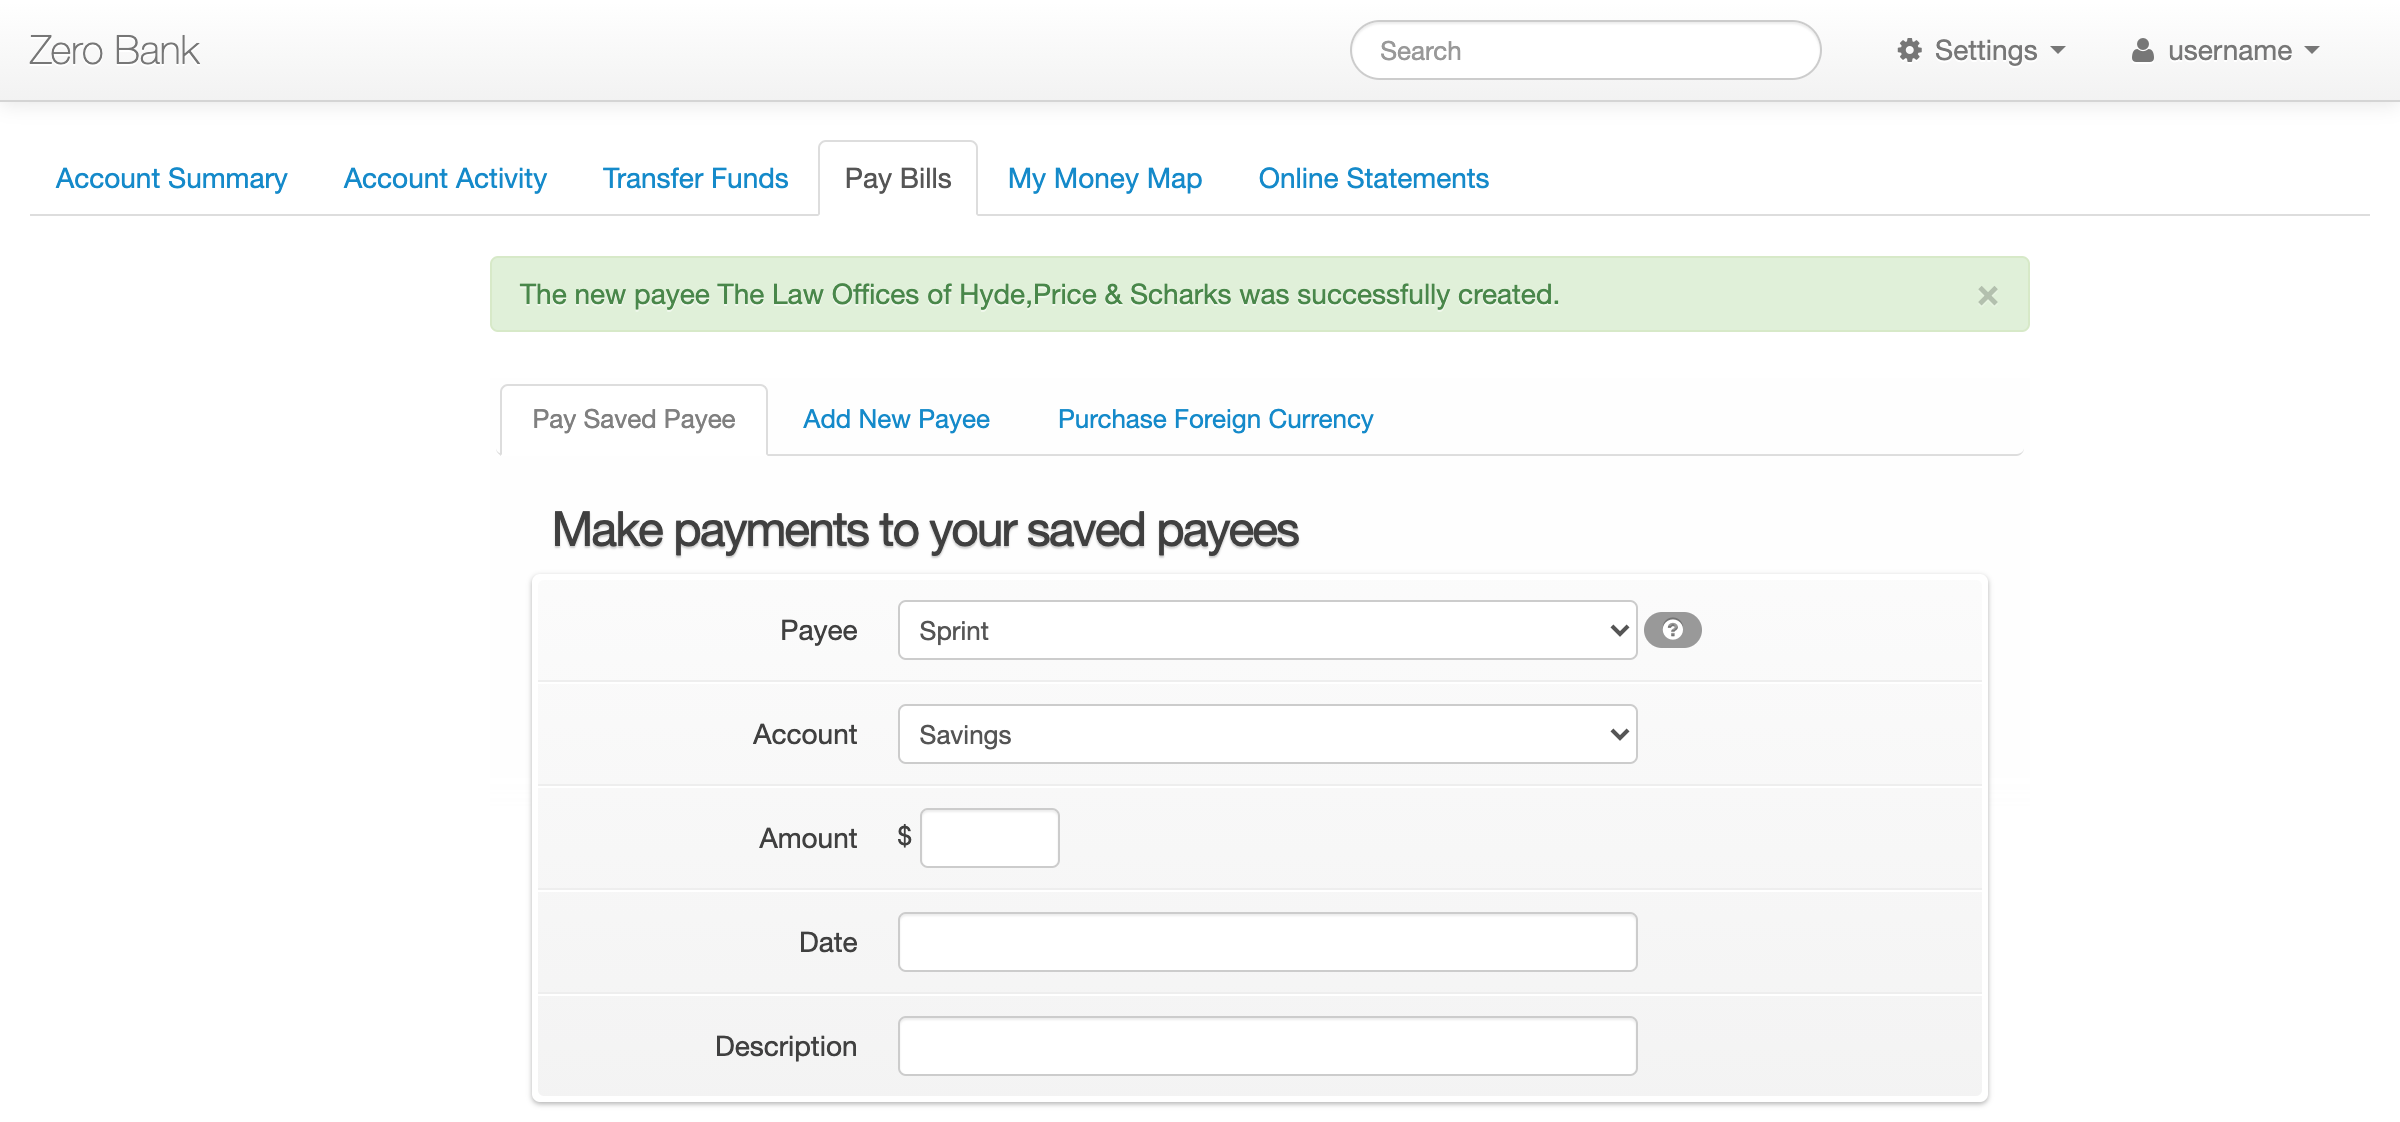 Zero Bank
Search
Settings
username
Account Summary
Account Activity
Transfer Funds
Pay Bills
My Money Map
Online Statements
The new payee The Law Offices of Hyde,Price & Scharks was successfully created.
×
Pay Saved Payee
Add New Payee
Purchase Foreign Currency
Make payments to your saved payees
Payee
Sprint
?
Account
Savings
Amount
$
Date
Description